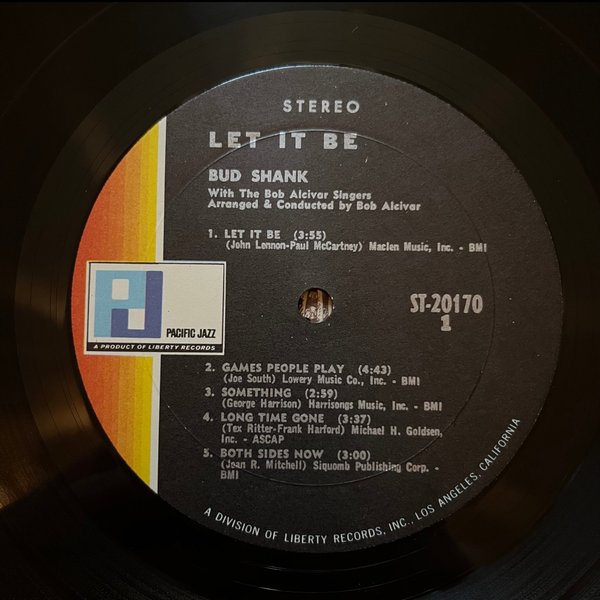 STEREO
LET IT BE
BUD SHANK
With The Bob Alcivar Singers
Arranged & Conducted by Bob Alcivar
1. LET IT BE (3:55)
(John Lennon-Paul McCartney) Maclen Music, Inc. - BMI
PJ
PACIFIC JAZZ
A PRODUCT OF LIBERTY RECORDS
ST-20170
1
2. GAMES PEOPLE PLAY (4:43)
(Joe South) Lowery Music Co., Inc. - BMI
3. SOMETHING (2:59)
(George Harrison) Harrisongs Music, Inc. - BMI
4. LONG TIME GONE (3:37)
(Tex Ritter-Frank Harford) Michael H. Goldsen,
Inc. - ASCAP
5. BOTH SIDES NOW (3:00)
(Joan R. Mitchell) Siquomb Publishing Corp. -
BMI
A DIVISION OF LIBERTY RECORDS, INC., LOS ANGELES, CALIFORNIA